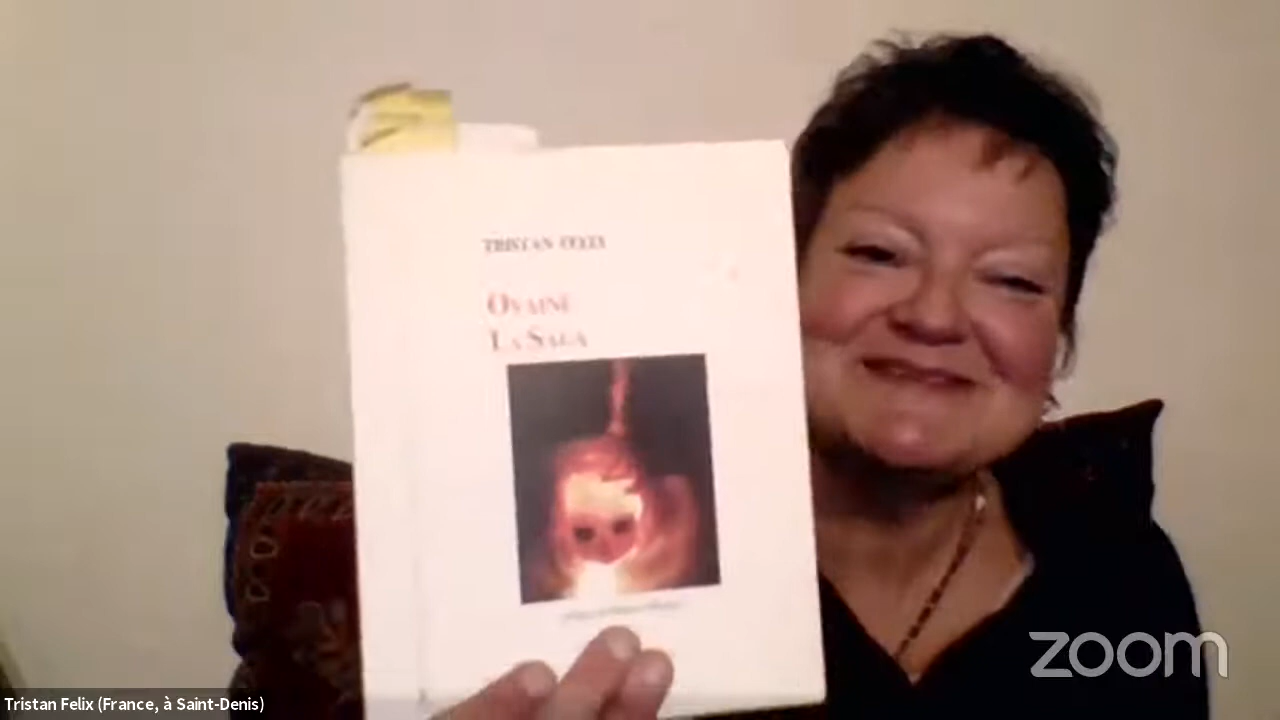 TRISTAN FELIX
OVAINE
LA SAGA
zoom
Tristan Felix (France, à Saint-Denis)